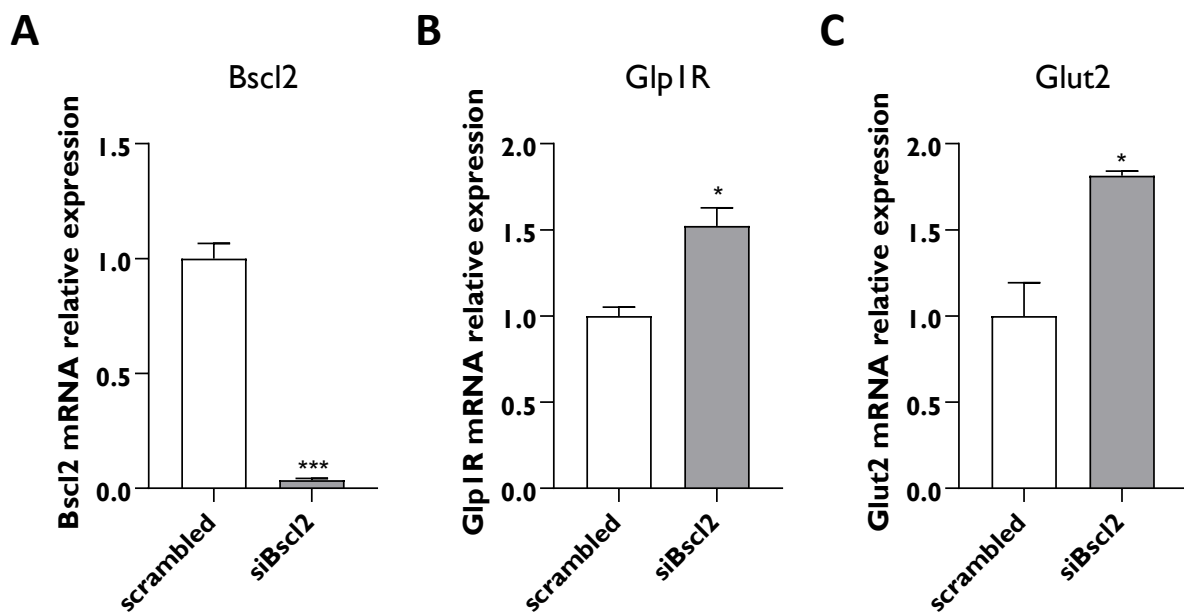 A
Bscl2
Bscl2 mRNA relative expression
1.5
1.0
0.5
0.0
***
scrambled
siBscl2
B
Glp1R
Glp1R mRNA relative expression
2.0
1.5
1.0
0.5
0.0
*
scrambled
siBscl2
C
Glut2
Glut2 mRNA relative expression
2.0
1.5
1.0
0.5
0.0
*
scrambled
siBscl2